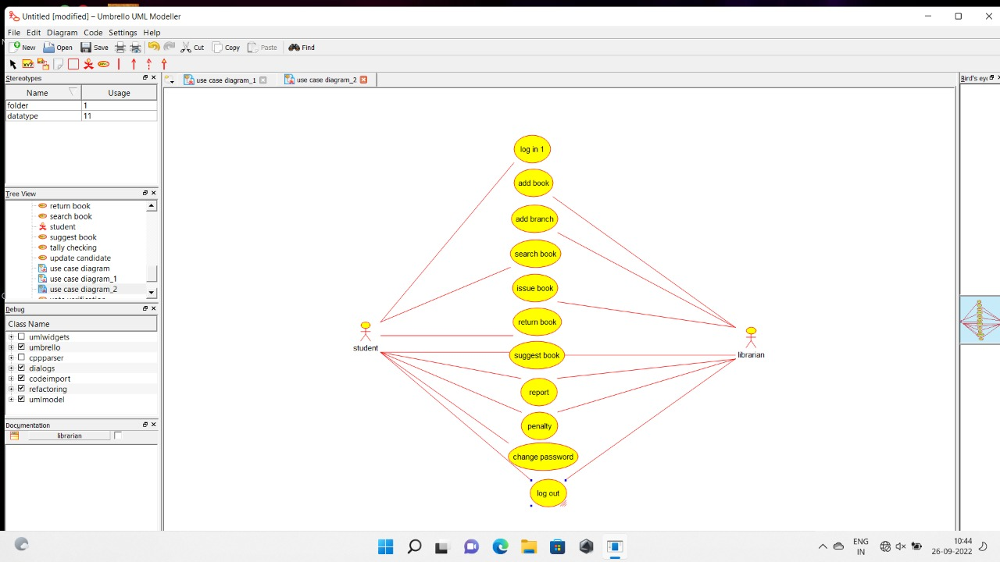 Untitled [modified] – Umbrello UML Modeller
File Edit Diagram Code Settings Help
New Open Save Cut Copy Paste Find
Stereotypes
Name Usage
folder 1
datatype 11
Tree View
return book
search book
student
suggest book
tally checking
update candidate
use case diagram
use case diagram_1
use case diagram_2
Debug
Class Name
umlwidgets
umbrello
cppparser
dialogs
codeimport
refactoring
umlmodel
Documentation
librarian
use case diagram_1 use case diagram_2
log in 1
add book
add branch
search book
issue book
return book
suggest book
report
penalty
change password
log out
student
librarian
Bird's
ENG
IN
10:44
26-09-2022